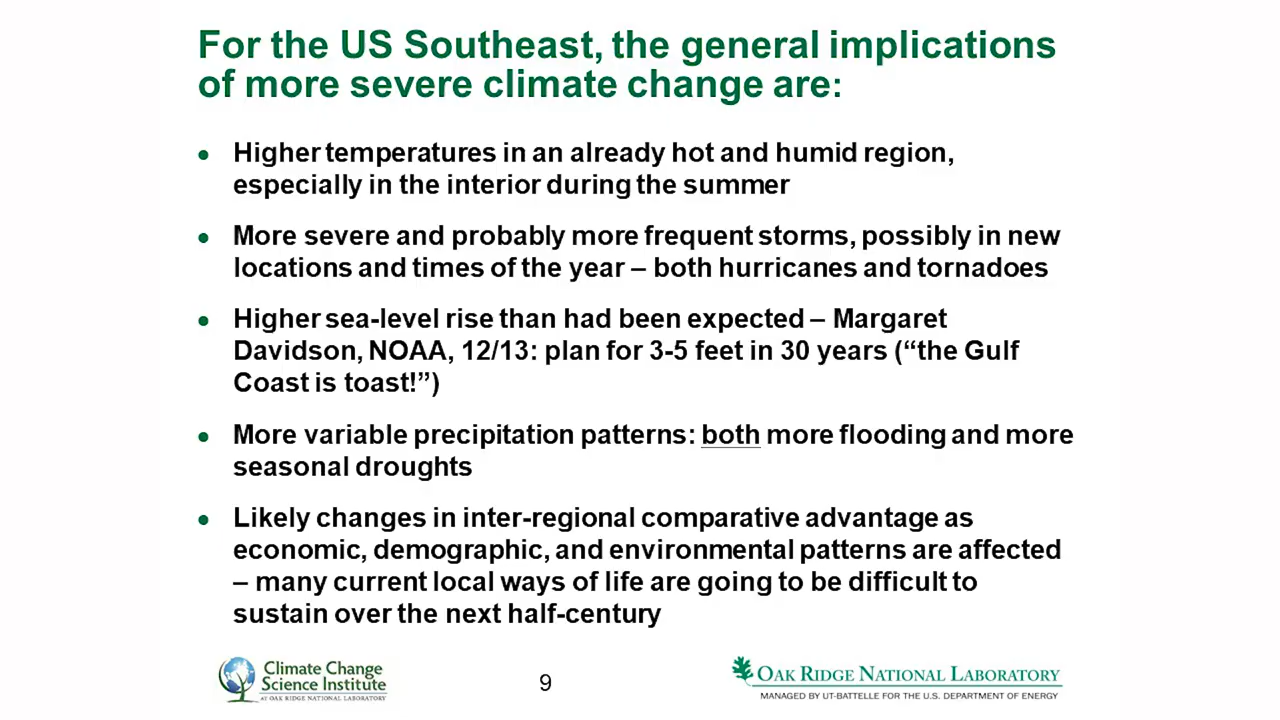 For the US Southeast, the general implications
of more severe climate change are:
• Higher temperatures in an already hot and humid region,
especially in the interior during the summer
• More severe and probably more frequent storms, possibly in new
locations and times of the year – both hurricanes and tornadoes
• Higher sea-level rise than had been expected – Margaret
Davidson, NOAA, 12/13: plan for 3-5 feet in 30 years (“the Gulf
Coast is toast!”)
• More variable precipitation patterns: both more flooding and more
seasonal droughts
• Likely changes in inter-regional comparative advantage as
economic, demographic, and environmental patterns are affected
– many current local ways of life are going to be difficult to
sustain over the next half-century
Climate Change
Science Institute
AT OAK RIDGE NATIONAL LABORATORY
9
OAK RIDGE NATIONAL LABORATORY
MANAGED BY UT-BATTELLE FOR THE U.S. DEPARTMENT OF ENERGY